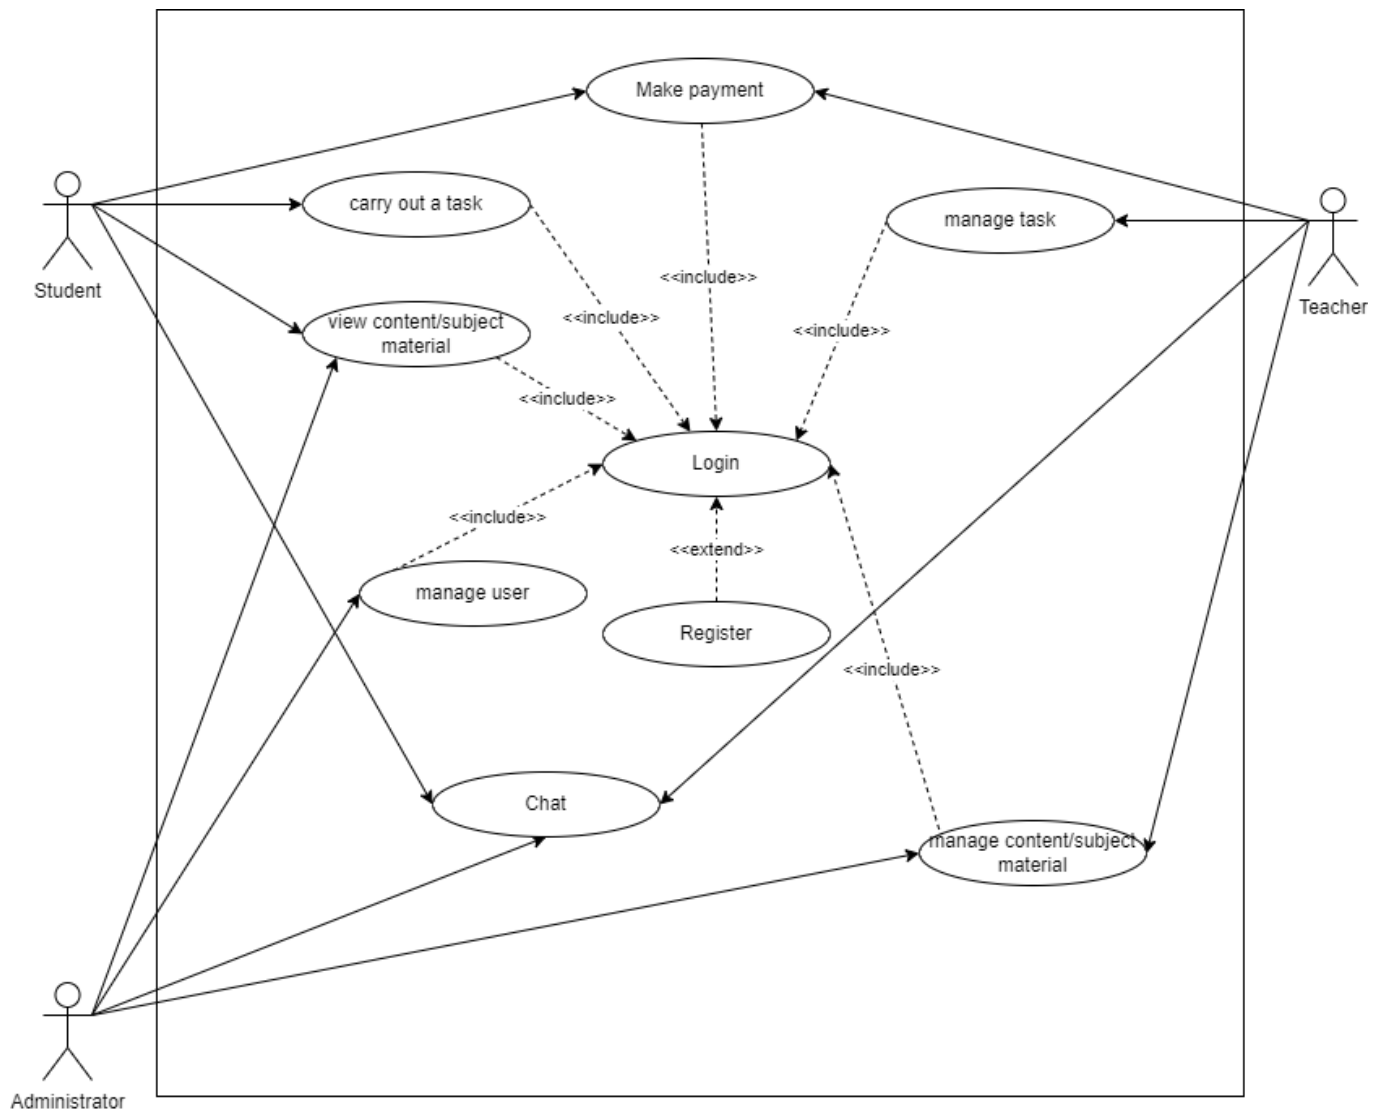 Make payment
carry out a task
manage task
<<include>>
Student
Teacher
<<include>>
view content/subject
material
<<include>>
<<include>>
Login
<<include>>
<<extend>>
manage user
Register
<<include>>
Chat
manage content/subject
material
Administrator